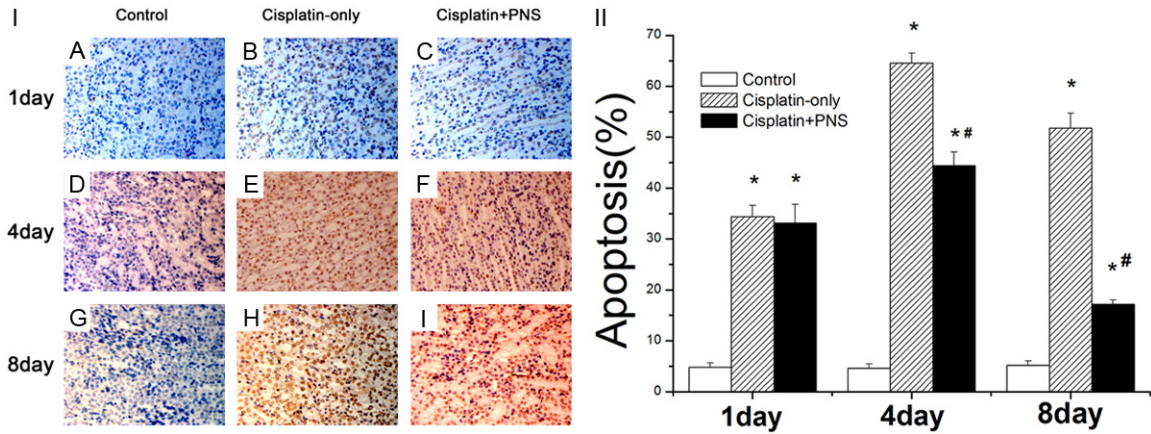 I
Control Cisplatin-only Cisplatin+PNS
1day A B C
4day D E F
8day G H I
II
Apoptosis(%)
70
60
50
40
30
20
10
0
Control
Cisplatin-only
Cisplatin+PNS
* *
* * #
* * #
1day 4day 8day